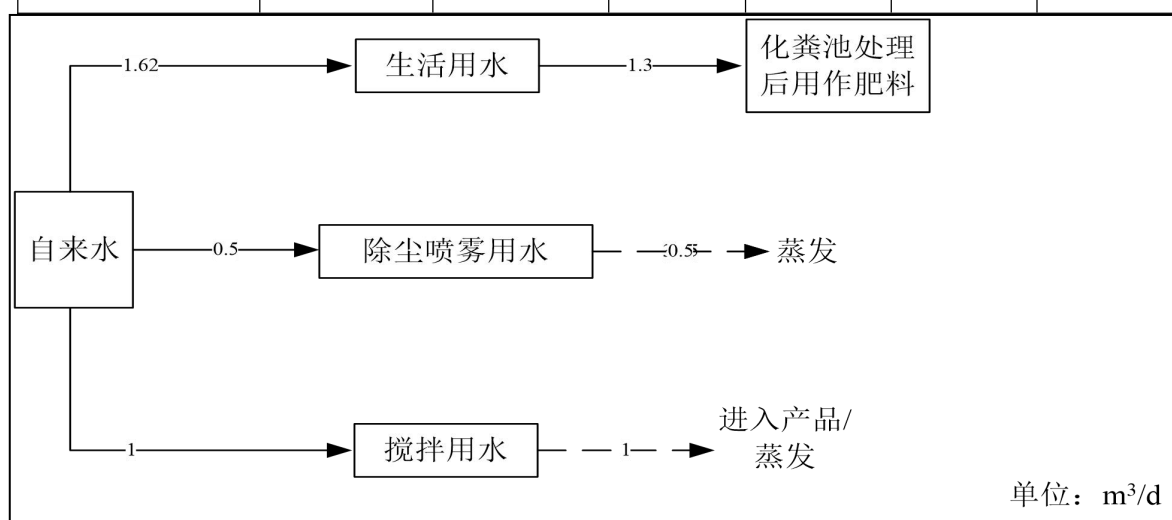 1.62
生活用水
1.3
化粪池处理
后用作肥料
自来水
0.5
除尘喷雾用水
0.5
蒸发
1
搅拌用水
1
进入产品/
蒸发
单位：m³/d